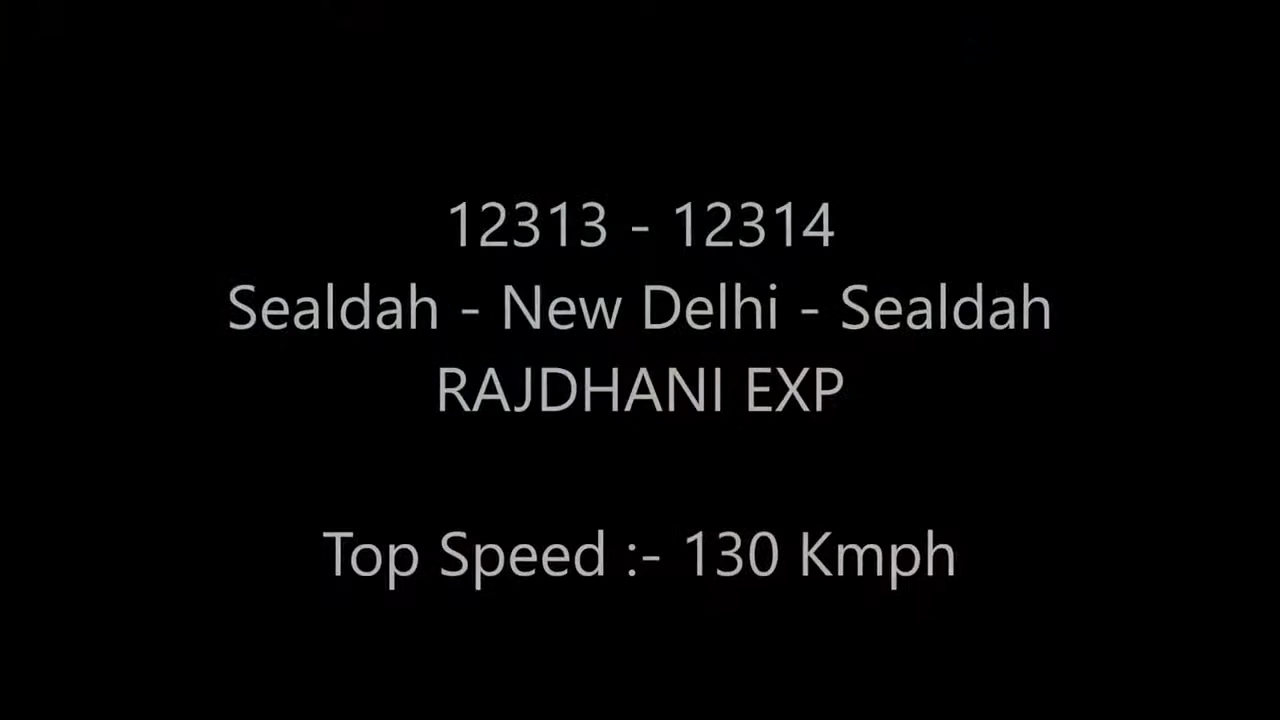 12313 - 12314
Sealdah - New Delhi - Sealdah
RAJDHANI EXP
Top Speed :- 130 Kmph